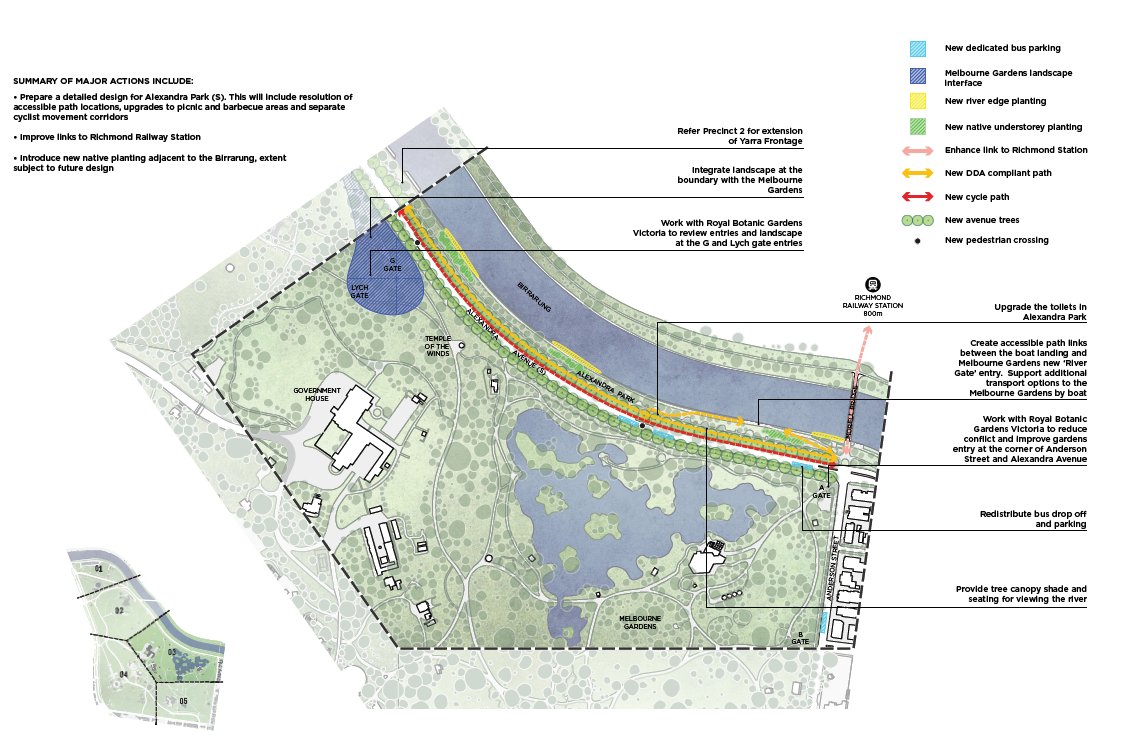 SUMMARY OF MAJOR ACTIONS INCLUDE:
• Prepare a detailed design for Alexandra Park (S). This will include resolution of
accessible path locations, upgrades to picnic and barbecue areas and separate
cyclist movement corridors
• Improve links to Richmond Railway Station
• Introduce new native planting adjacent to the Birrarung, extent
subject to future design
New dedicated bus parking
Melbourne Gardens landscape
interface
New river edge planting
New native understorey planting
Enhance link to Richmond Station
New DDA compliant path
New cycle path
New avenue trees
New pedestrian crossing
Refer Precinct 2 for extension
of Yarra Frontage
Integrate landscape at the
boundary with the Melbourne
Gardens
Work with Royal Botanic Gardens
Victoria to review entries and landscape
at the G and Lych gate entries
RICHMOND
RAILWAY STATION
800m
Upgrade the toilets in
Alexandra Park
Create accessible path links
between the boat landing and
Melbourne Gardens new 'River
Gate' entry. Support additional
transport options to the
Melbourne Gardens by boat
Work with Royal Botanic
Gardens Victoria to reduce
conflict and improve gardens
entry at the corner of Anderson
Street and Alexandra Avenue
Redistribute bus drop off
and parking
Provide tree canopy shade and
seating for viewing the river
G
GATE
LYCH
GATE
BIRRARUNG
ALEXANDRA
AVENUE (S)
TEMPLE
OF THE
WINDS
ALEXANDRA PARK
GOVERNMENT
HOUSE
MORELL BRIDGE
A
GATE
ANDERSON STREET
MELBOURNE
GARDENS
B
GATE
01
02
03
04
05